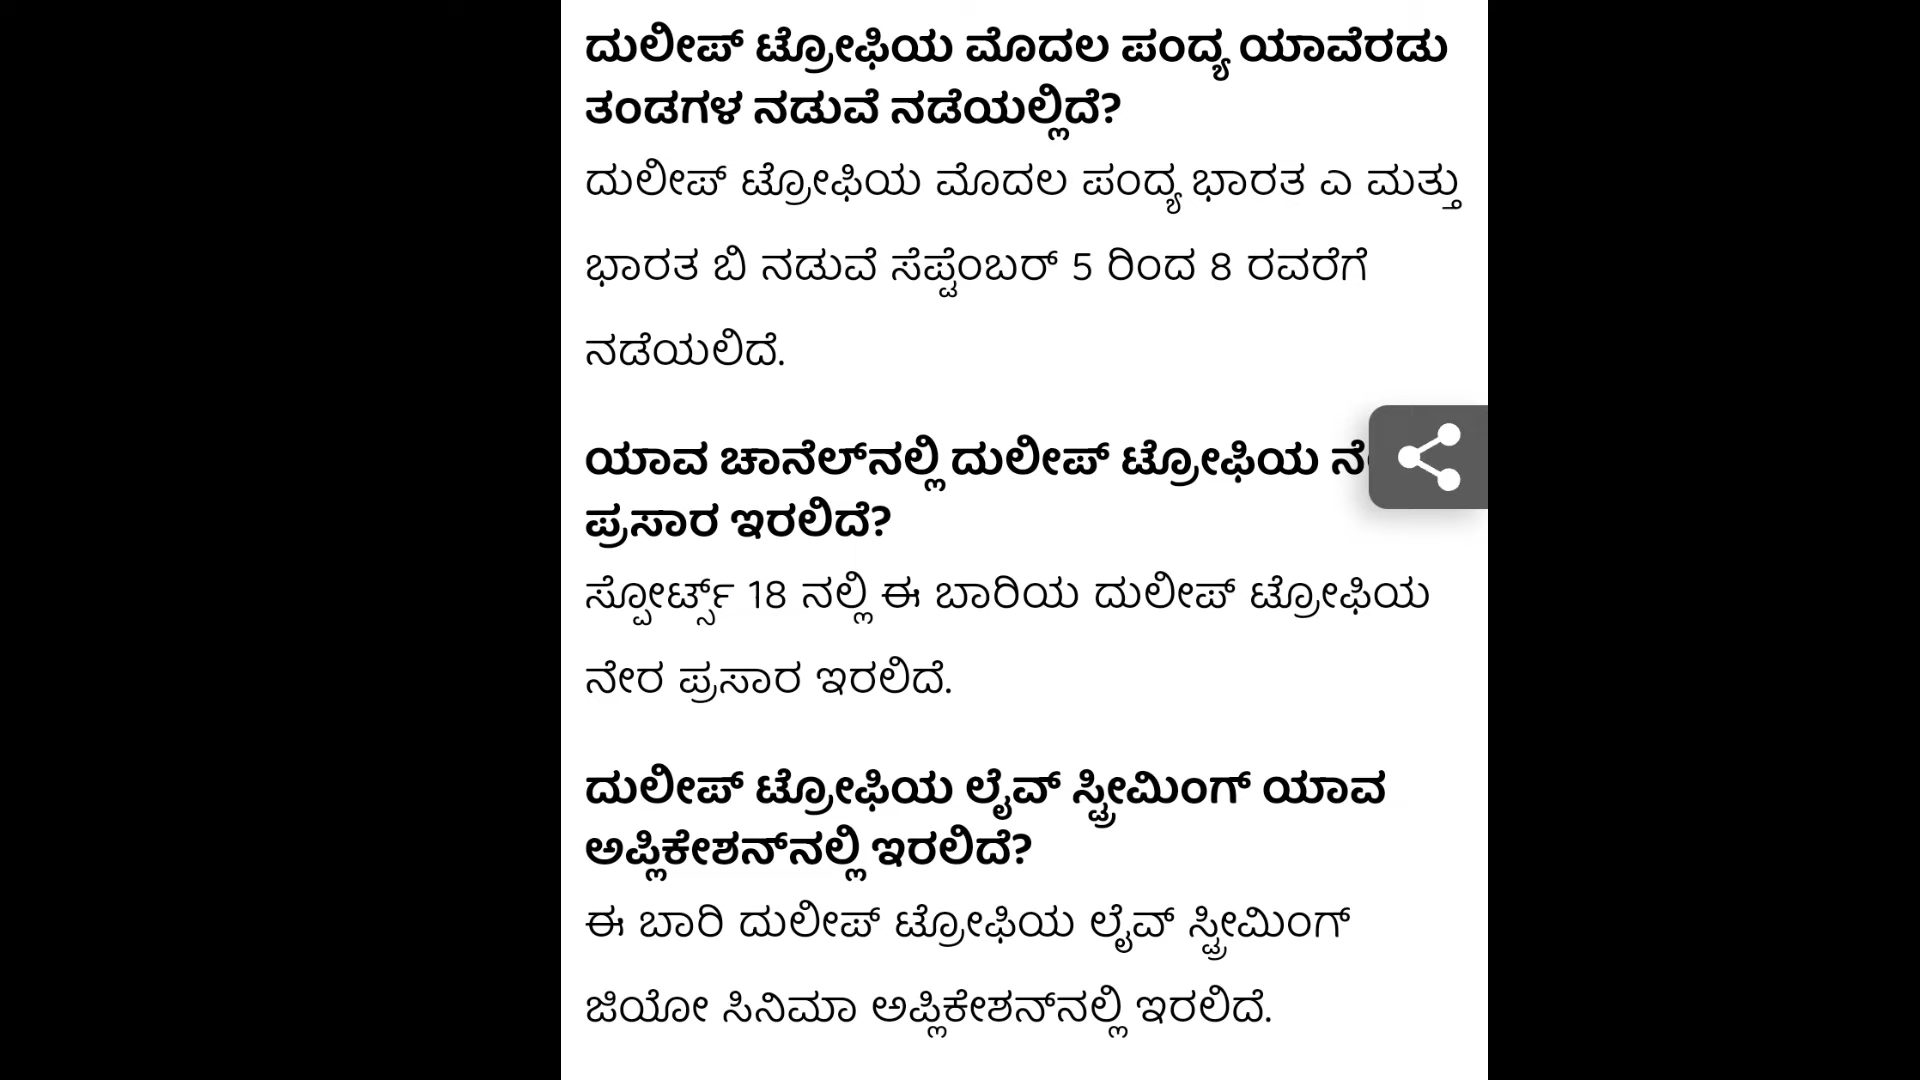 ದುಲೀಪ್ ಟ್ರೋಫಿಯ ಮೊದಲ ಪಂದ್ಯ ಯಾವೆರಡು
ತಂಡಗಳ ನಡುವೆ ನಡೆಯಲ್ಲಿದೆ?
ದುಲೀಪ್ ಟ್ರೋಫಿಯ ಮೊದಲ ಪಂದ್ಯ ಭಾರತ ಎ ಮತ್ತು
ಭಾರತ ಬಿ ನಡುವೆ ಸೆಪ್ಟೆಂಬರ್ 5 ರಿಂದ 8 ರವರೆಗೆ
ನಡೆಯಲಿದೆ.
ಯಾವ ಚಾನೆಲ್‌ನಲ್ಲಿ ದುಲೀಪ್ ಟ್ರೋಫಿಯ
ಪ್ರಸಾರ ಇರಲಿದೆ?
ಸ್ಪೋರ್ಟ್ಸ್ 18 ನಲ್ಲಿ ಈ ಬಾರಿಯ ದುಲೀಪ್ ಟ್ರೋಫಿಯ
ನೇರ ಪ್ರಸಾರ ಇರಲಿದೆ.
ದುಲೀಪ್ ಟ್ರೋಫಿಯ ಲೈವ್ ಸ್ಟ್ರೀಮಿಂಗ್ ಯಾವ
ಅಪ್ಲಿಕೇಶನ್‌ನಲ್ಲಿ ಇರಲಿದೆ?
ಈ ಬಾರಿ ದುಲೀಪ್ ಟ್ರೋಫಿಯ ಲೈವ್ ಸ್ಟ್ರೀಮಿಂಗ್
ಜಿಯೋ ಸಿನಿಮಾ ಅಪ್ಲಿಕೇಶನ್‌ನಲ್ಲಿ ಇರಲಿದೆ.